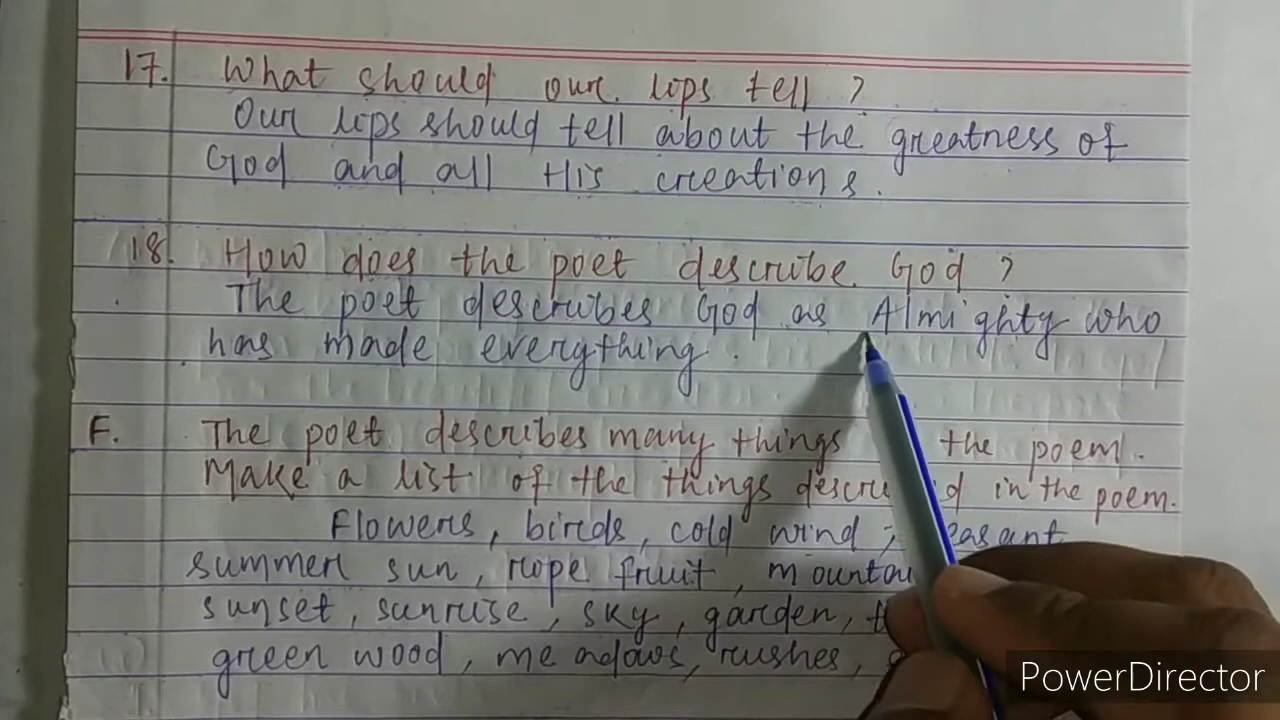 17. What should our lips tell ?
Our lips should tell about the greatness of
God and all His creations.
18. How does the poet describe God ?
The poet describes God as Almighty who
has made everything.
F. The poet describes many things the poem.
Make a list of the things in the poem.
Flowers, birds, cold wind,
summer sun, ripe fruit,
sunset, sunrise, sky, garden,
green wood, meadows, rushes,
PowerDirector